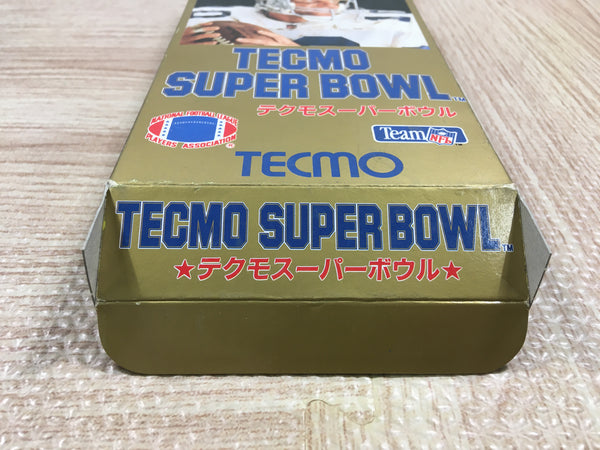 TECMO
SUPER BOWL TM
テクモスーパーボウル
NATIONAL FOOTBALL LEAGUE
PLAYERS ASSOCIATION
Team NFL
TECMO
TECMO SUPER BOWL TM
★テクモスーパーボウル★